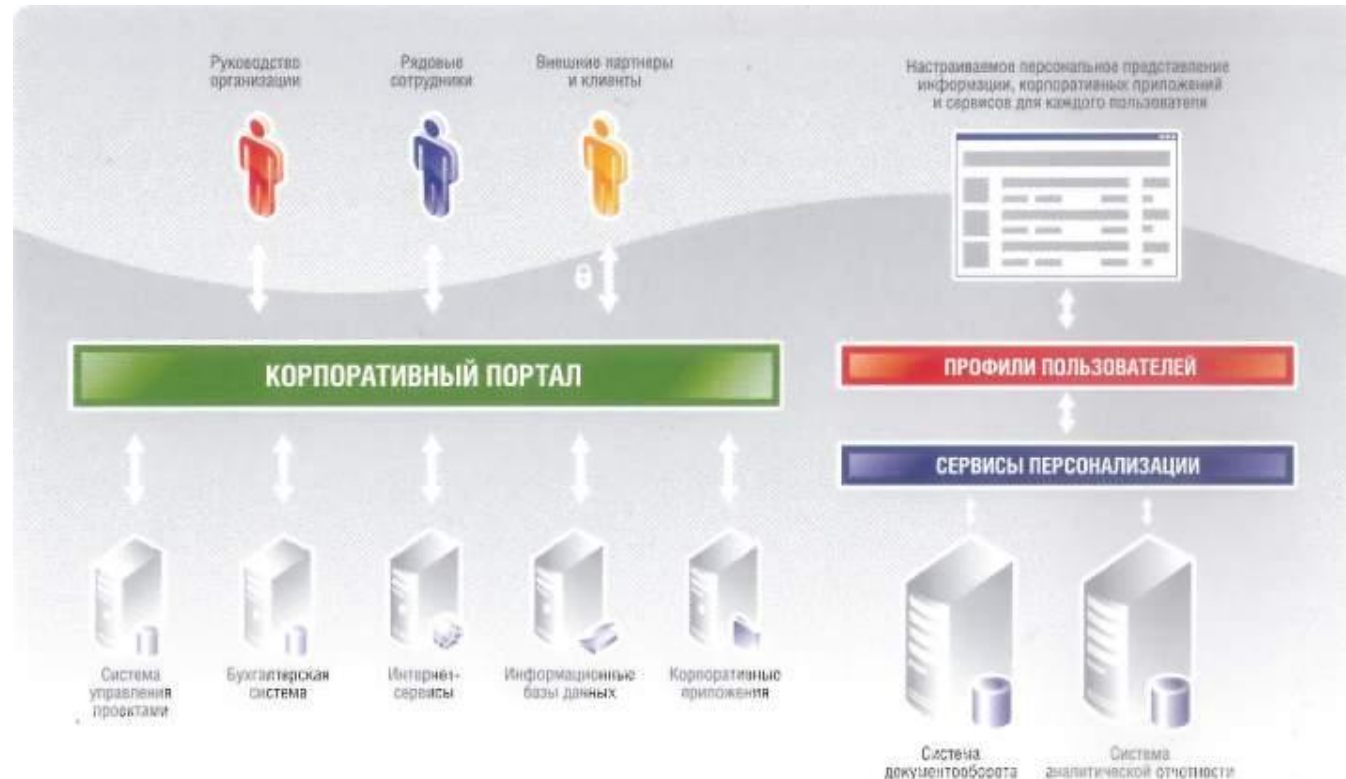 Руководство
организации
Рядовые
сотрудники
Внешние партнеры
и клиенты
Настраиваемое персональное представление
информации, корпоративных приложений
и сервисов для каждого пользователя
КОРПОРАТИВНЫЙ ПОРТАЛ
ПРОФИЛИ ПОЛЬЗОВАТЕЛЕЙ
СЕРВИСЫ ПЕРСОНАЛИЗАЦИИ
Система
управления
проектами
Бухгалтерская
система
Интернет-
сервисы
Информационные
базы данных
Корпоративные
приложения
Система
документооборота
Система
аналитической отчетности